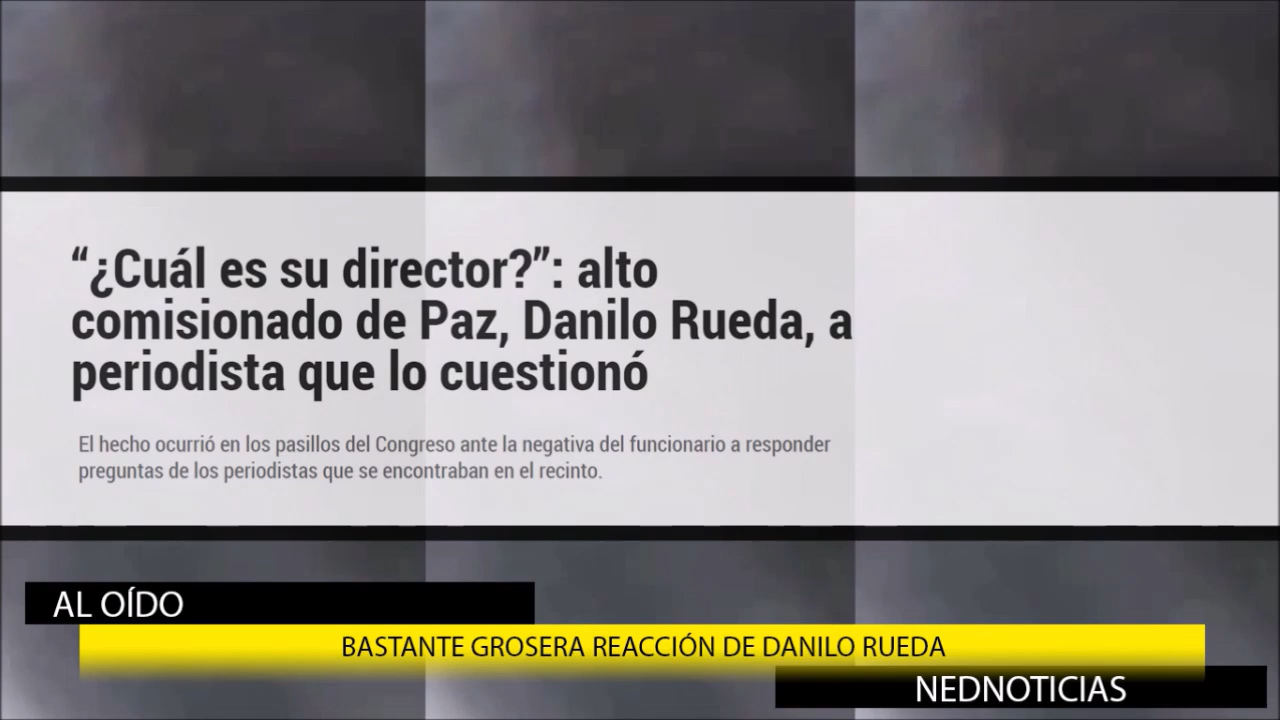 “¿Cuál es su director?”: alto
comisionado de Paz, Danilo Rueda, a
periodista que lo cuestionó
El hecho ocurrió en los pasillos del Congreso ante la negativa del funcionario a responder
preguntas de los periodistas que se encontraban en el recinto.
AL OÍDO
BASTANTE GROSERA REACCIÓN DE DANILO RUEDA
NEDNOTICIAS